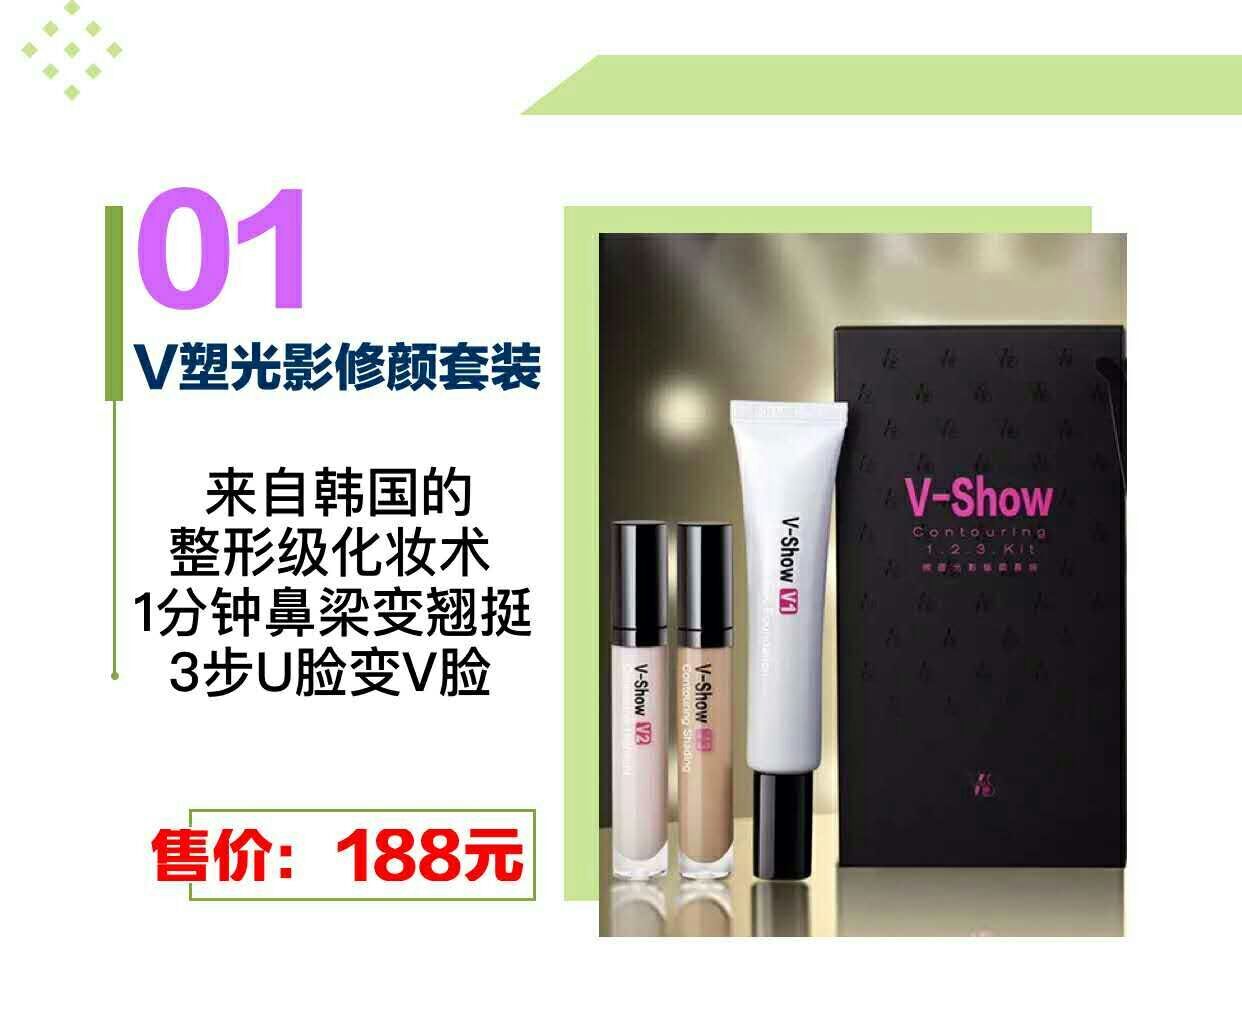 01
V塑光影修颜套装
来自韩国的
整形级化妆术
1分钟鼻梁变翘挺
3步U脸变V脸
售价：188元
V-Show
Contouring
1.2.3.Kit
V-Show V1
Foundation
V-Show V2
V-Show
Contouring Shading